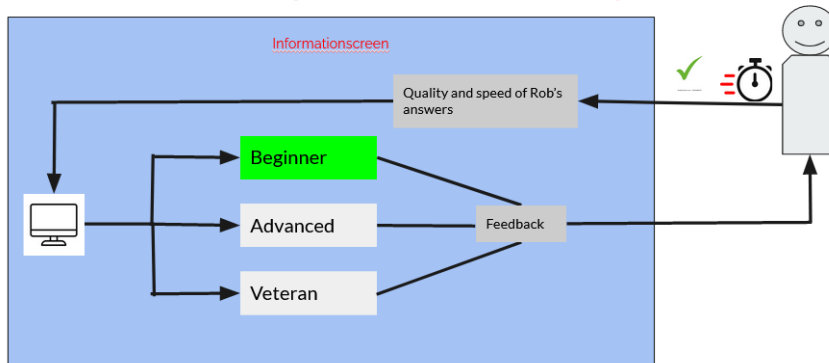 Informationscreen
Quality and speed of Rob's
answers
Beginner
Advanced
Feedback
Veteran